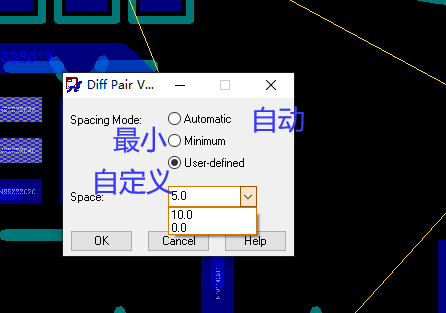 Diff Pair V...
Spacing Mode:
Automatic
自动
最小
Minimum
User-defined
自定义
Space:
5.0
10.0
0.0
OK
Cancel
Help